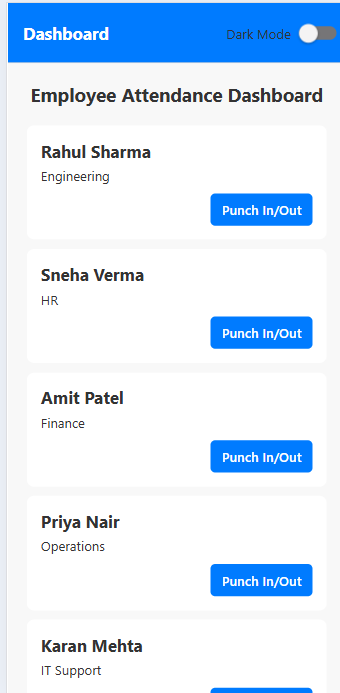 Dashboard
Dark Mode
Employee Attendance Dashboard
Rahul Sharma
Engineering
Punch In/Out
Sneha Verma
HR
Punch In/Out
Amit Patel
Finance
Punch In/Out
Priya Nair
Operations
Punch In/Out
Karan Mehta
IT Support